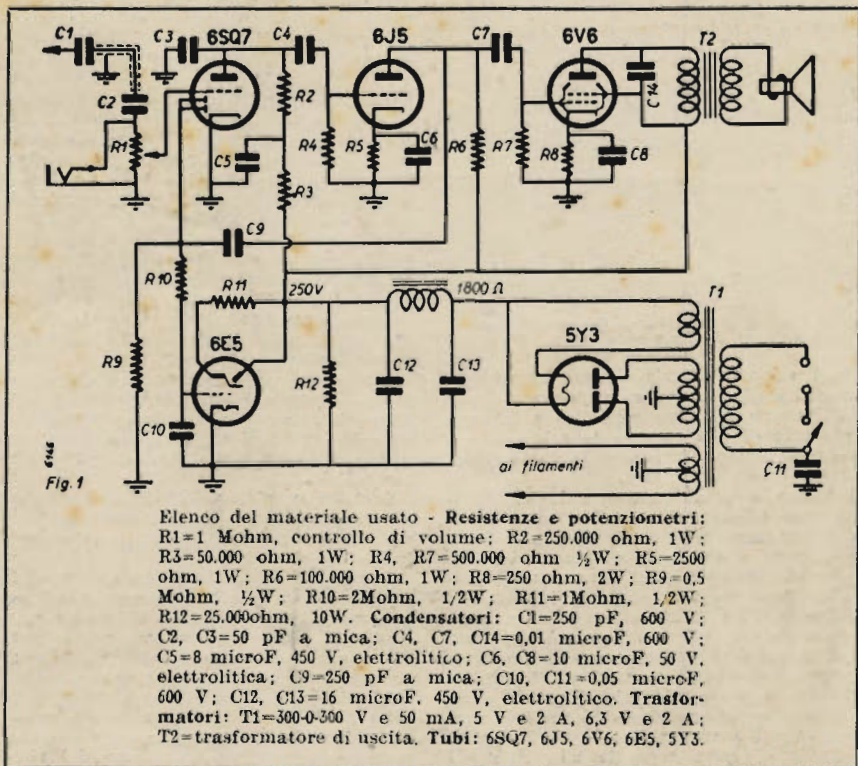 C1 C3 6SQ7 C4 6J5 C7 6V6 T2
C2 R2 C14
R1 C5 R4 R5 C6 R6 R7 R8 C8
R3
C9
R10 R11 250V 1800 Ω T1
6E5 5Y3
R9 R12 C12 C13
C10
ai filamenti C11
6146
Fig. 1
Elenco del materiale usato - Resistenze e potenziometri:
R1=1 Mohm, controllo di volume; R2=250.000 ohm, 1W;
R3=50.000 ohm, 1W; R4, R7=500.000 ohm ½W; R5=2500
ohm, 1W; R6=100.000 ohm, 1W; R8=250 ohm, 2W; R9=0,5
Mohm, ½W; R10=2Mohm, 1/2W; R11=1Mohm, 1/2W;
R12=25.000ohm, 10W. Condensatori: C1=250 pF, 600 V;
C2, C3=50 pF a mica; C4, C7, C14=0,01 microF, 600 V;
C5=8 microF, 450 V, elettrolitico; C6, C8=10 microF, 50 V,
elettrolitica; C9=250 pF a mica; C10, C11=0,05 microF,
600 V; C12, C13=16 microF, 450 V, elettrolitico. Trasfor-
matori: T1=300-0-300 V e 50 mA, 5 V e 2 A, 6,3 V e 2 A;
T2=trasformatore di uscita. Tubi: 6SQ7, 6J5, 6V6, 6E5, 5Y3.